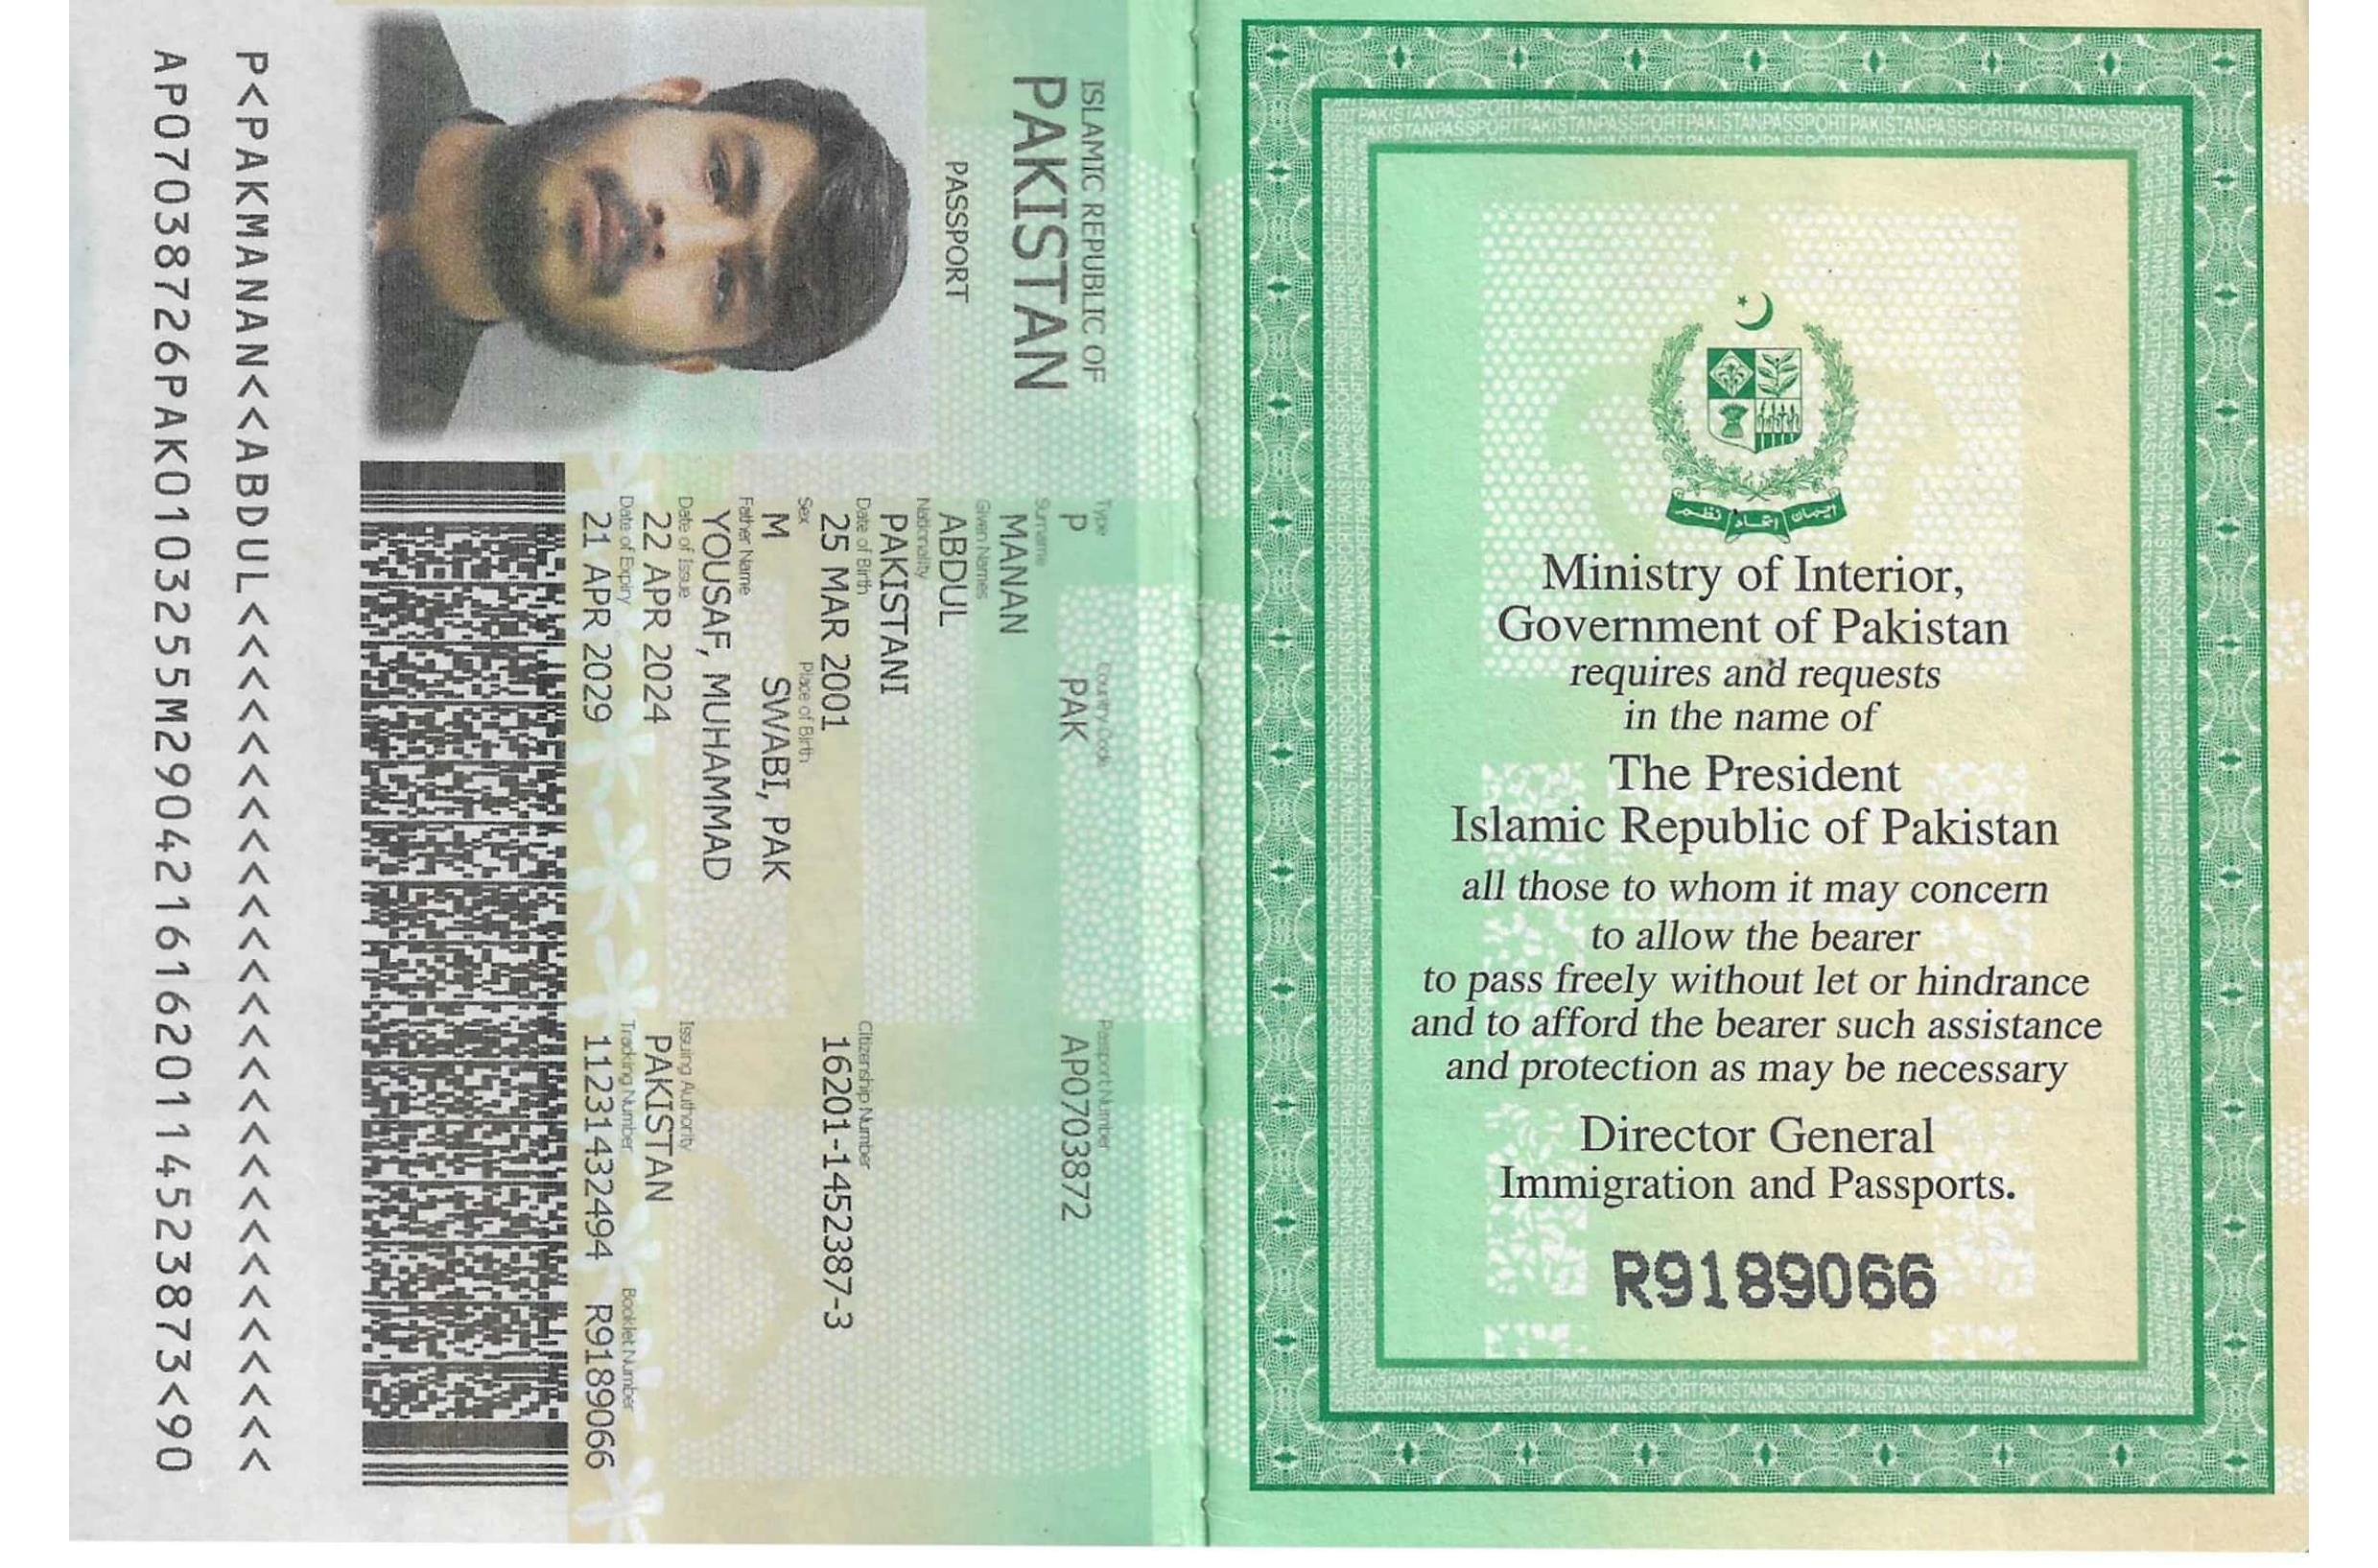 Ministry of Interior,
Government of Pakistan
requires and requests
in the name of
The President
Islamic Republic of Pakistan
all those to whom it may concern
to allow the bearer
to pass freely without let or hindrance
and to afford the bearer such assistance
and protection as may be necessary
Director General
Immigration and Passports.
R9189066
ISLAMIC REPUBLIC OF
PAKISTAN
PASSPORT
Type Country Code Passport Number
P PAK AP0703872
Surname
MANAN
Given Names
ABDUL
Nationality
PAKISTANI
Date of Birth Citizenship Number
25 MAR 2001 16201-1452387-3
Sex Place of Birth
M SWABI, PAK
Father Name
YOUSAF, MUHAMMAD
Date of Issue Issuing Authority
22 APR 2024 PAKISTAN
Date of Expiry Tracking Number Booklet Number
21 APR 2029 11231432494 R9189066
P<PAKMANAN<<ABDUL<<<<<<<<<<<<<<<<<<<<<<<<<<<
AP07038726PAK0103255M29042161620114523873<90